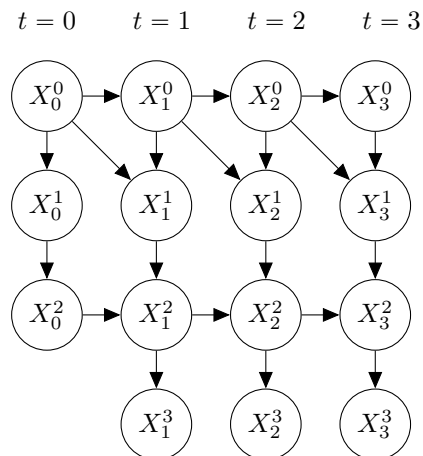 t = 0 t = 1 t = 2 t = 3
X_0^0 X_1^0 X_2^0 X_3^0
X_0^1 X_1^1 X_2^1 X_3^1
X_0^2 X_1^2 X_2^2 X_3^2
X_1^3 X_2^3 X_3^3